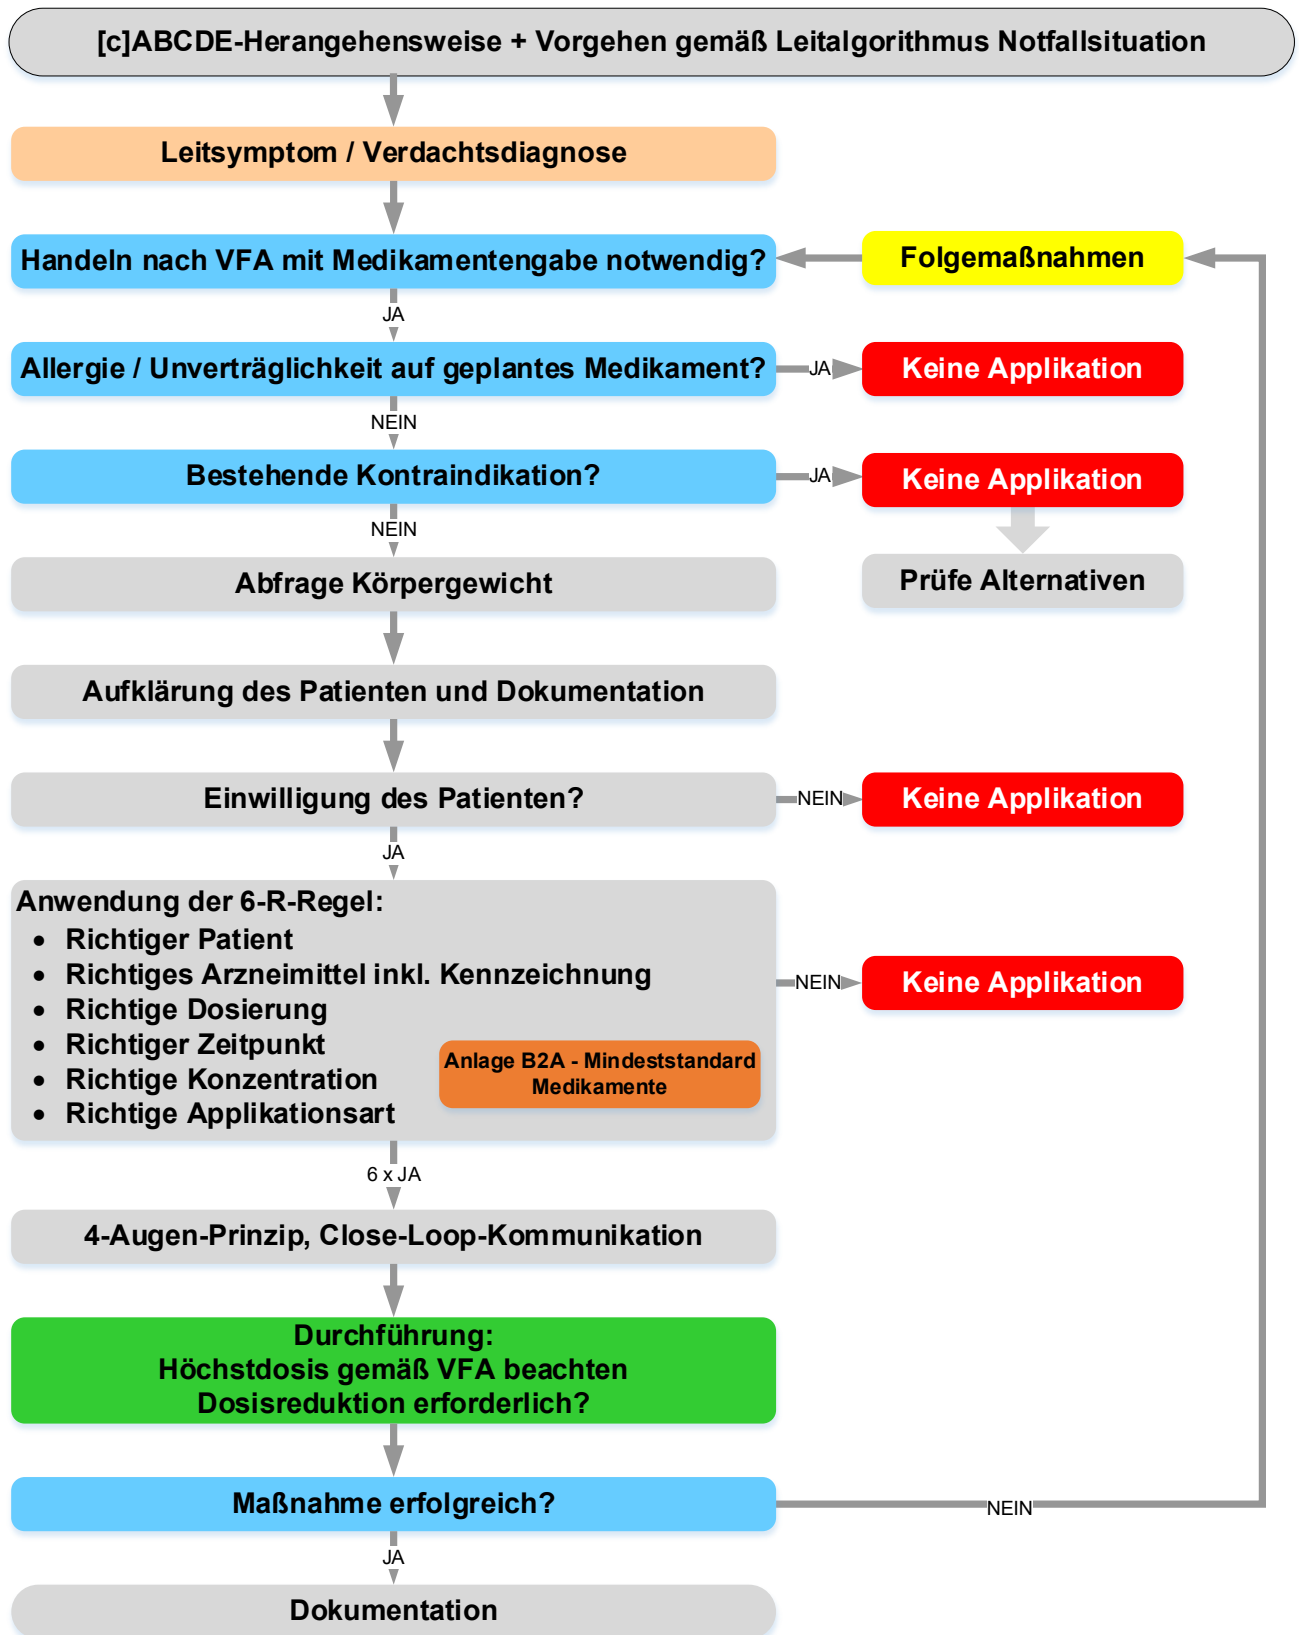 [c]ABCDE-Herangehensweise + Vorgehen gemäß Leitalgorithmus Notfallsituation
Leitsymptom / Verdachtsdiagnose
Handeln nach VFA mit Medikamentengabe notwendig?
Folgemaßnahmen
JA
Allergie / Unverträglichkeit auf geplantes Medikament?
JA
Keine Applikation
NEIN
Bestehende Kontraindikation?
JA
Keine Applikation
NEIN
Abfrage Körpergewicht
Prüfe Alternativen
Aufklärung des Patienten und Dokumentation
Einwilligung des Patienten?
NEIN
Keine Applikation
JA
Anwendung der 6-R-Regel:
• Richtiger Patient
• Richtiges Arzneimittel inkl. Kennzeichnung
• Richtige Dosierung
• Richtiger Zeitpunkt
• Richtige Konzentration
• Richtige Applikationsart
Anlage B2A - Mindeststandard
Medikamente
NEIN
Keine Applikation
6 x JA
4-Augen-Prinzip, Close-Loop-Kommunikation
Durchführung:
Höchstdosis gemäß VFA beachten
Dosisreduktion erforderlich?
Maßnahme erfolgreich?
NEIN
JA
Dokumentation